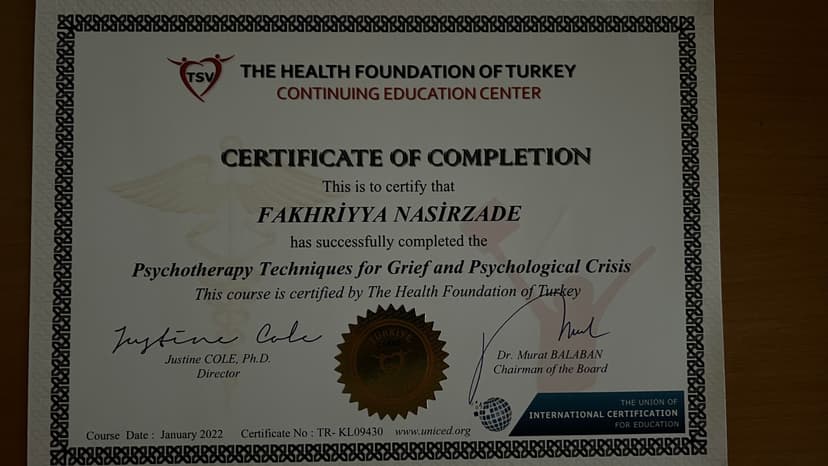 TSV
THE HEALTH FOUNDATION OF TURKEY
CONTINUING EDUCATION CENTER
CERTIFICATE OF COMPLETION
This is to certify that
FAKHRİYYA NASİRZADE
has successfully completed the
Psychotherapy Techniques for Grief and Psychological Crisis
This course is certified by The Health Foundation of Turkey
Justine Cole
Justine COLE, Ph.D.
Director
TÜRKİYE
Dr. Murat BALABAN
Chairman of the Board
THE UNION OF
INTERNATIONAL CERTIFICATION
FOR EDUCATION
Course Date : January 2022 Certificate No : TR- KL09430 www.uniced.org